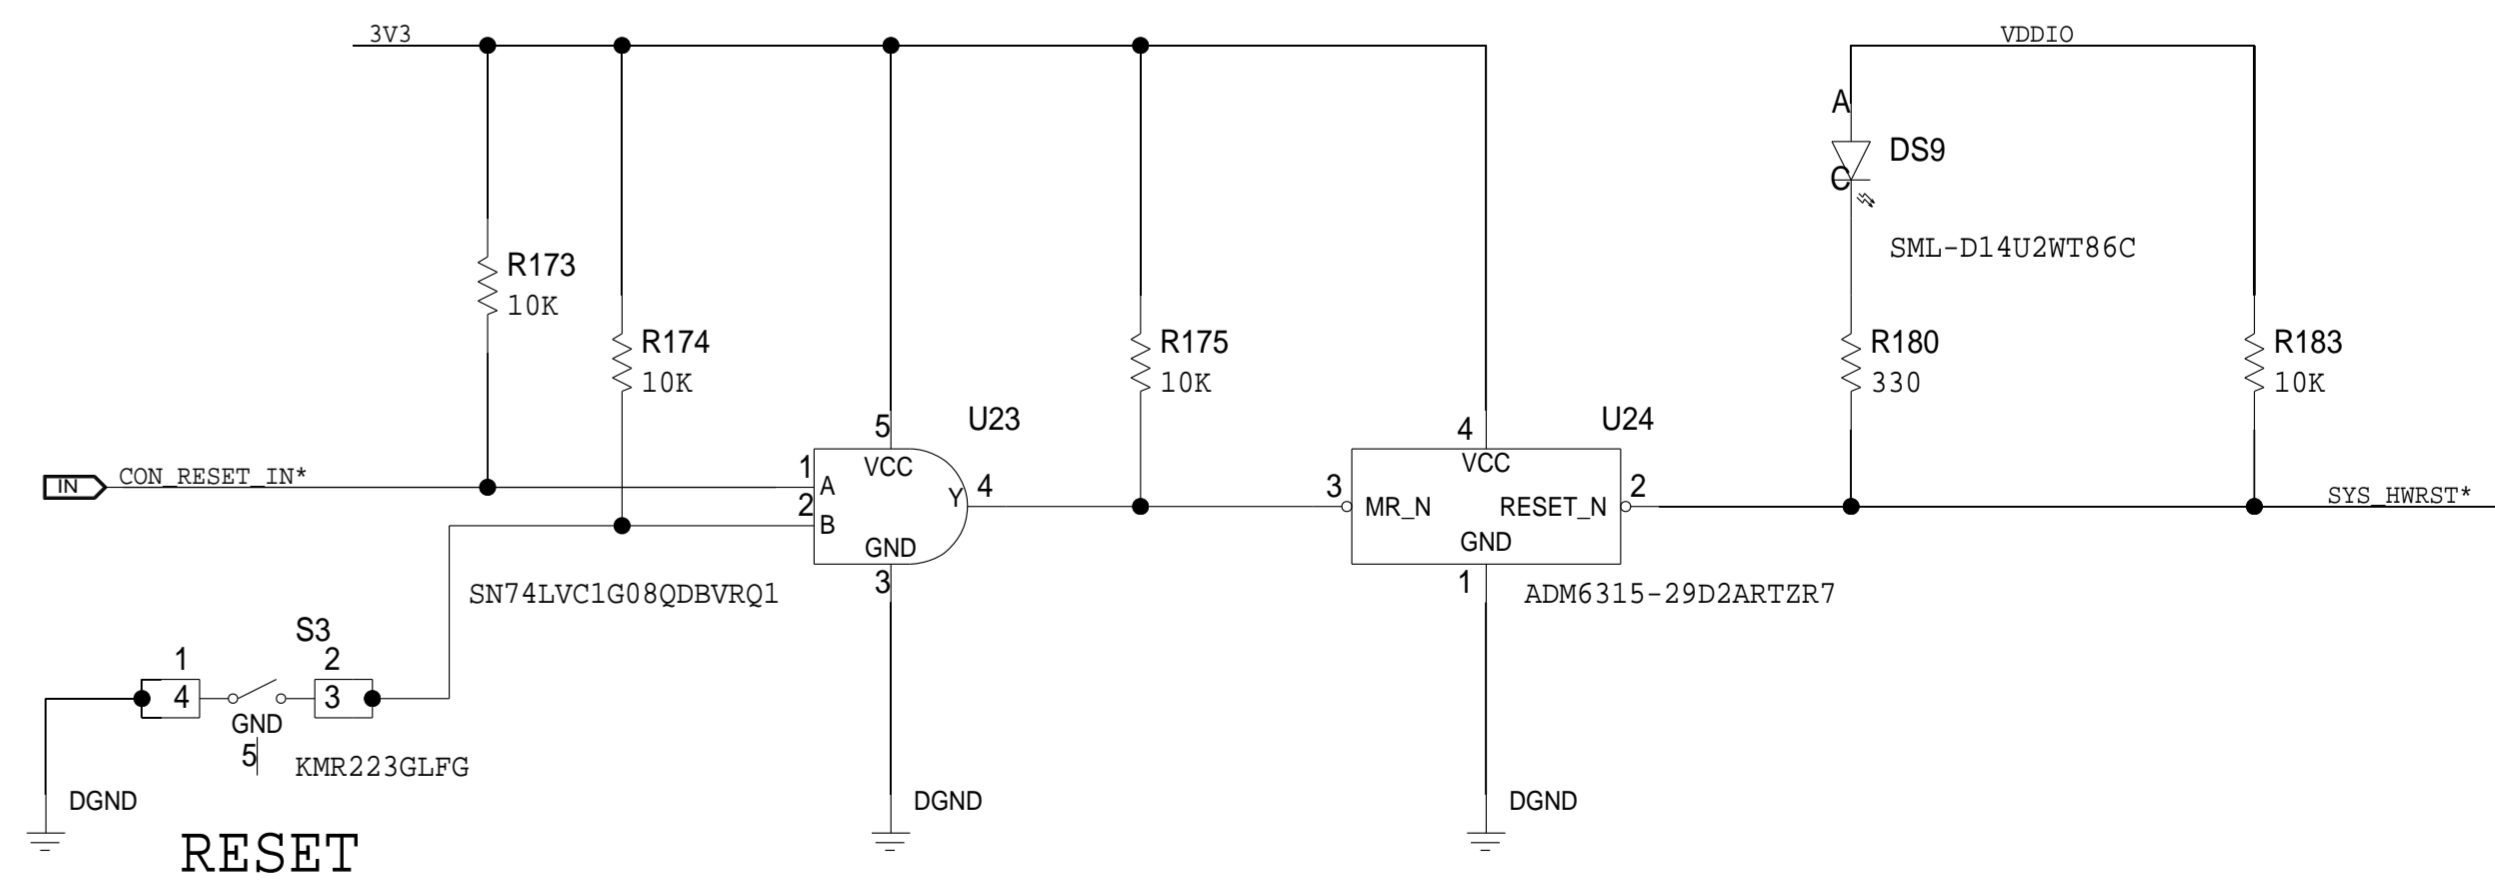 3V3
VDDIO
A
DS9
C
SML-D14U2WT86C
R173
10K
R174
10K
R175
10K
R180
330
R183
10K
U23
U24
5
4
IN
CON_RESET_IN*
1
A
VCC
2
B
Y
4
GND
3
3
MR_N
VCC
RESET_N
2
GND
1
SYS_HWRST*
SN74LVC1G08QDBVRQ1
ADM6315-29D2ARTZR7
S3
1
2
4
3
GND
5
KMR223GLFG
DGND
DGND
DGND
RESET